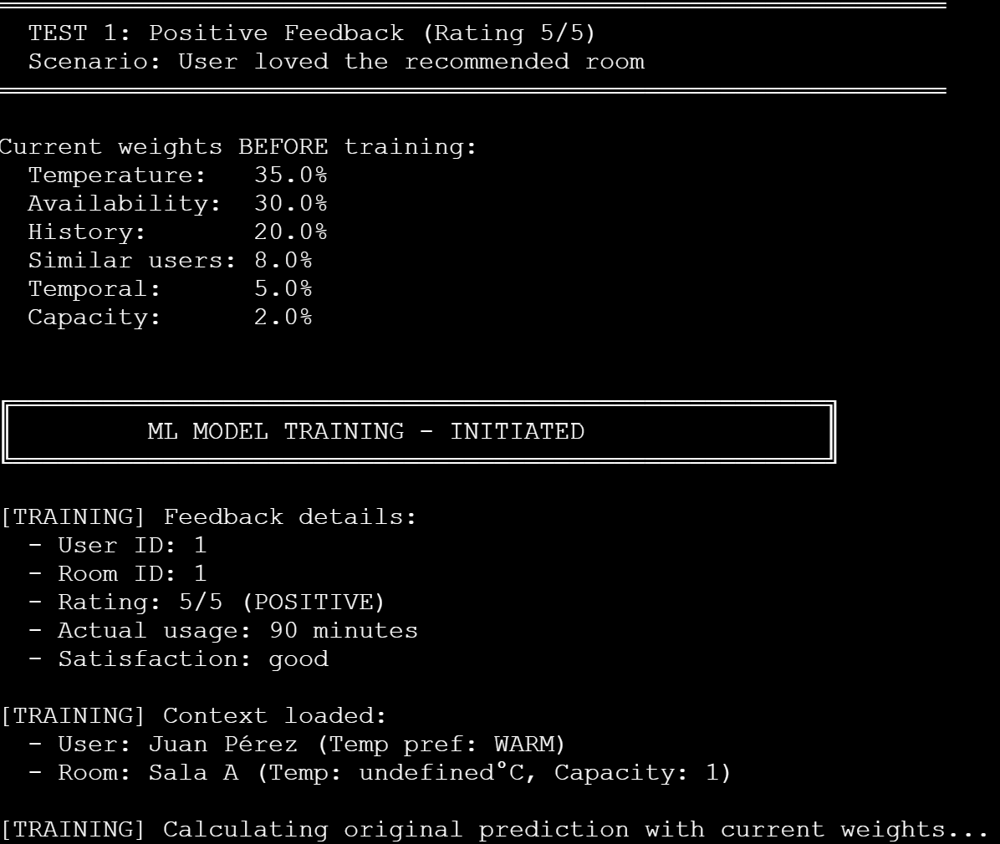 TEST 1: Positive Feedback (Rating 5/5)
Scenario: User loved the recommended room
Current weights BEFORE training:
Temperature: 35.0%
Availability: 30.0%
History: 20.0%
Similar users: 8.0%
Temporal: 5.0%
Capacity: 2.0%
ML MODEL TRAINING - INITIATED
[TRAINING] Feedback details:
- User ID: 1
- Room ID: 1
- Rating: 5/5 (POSITIVE)
- Actual usage: 90 minutes
- Satisfaction: good
[TRAINING] Context loaded:
- User: Juan Pérez (Temp pref: WARM)
- Room: Sala A (Temp: undefined°C, Capacity: 1)
[TRAINING] Calculating original prediction with current weights...